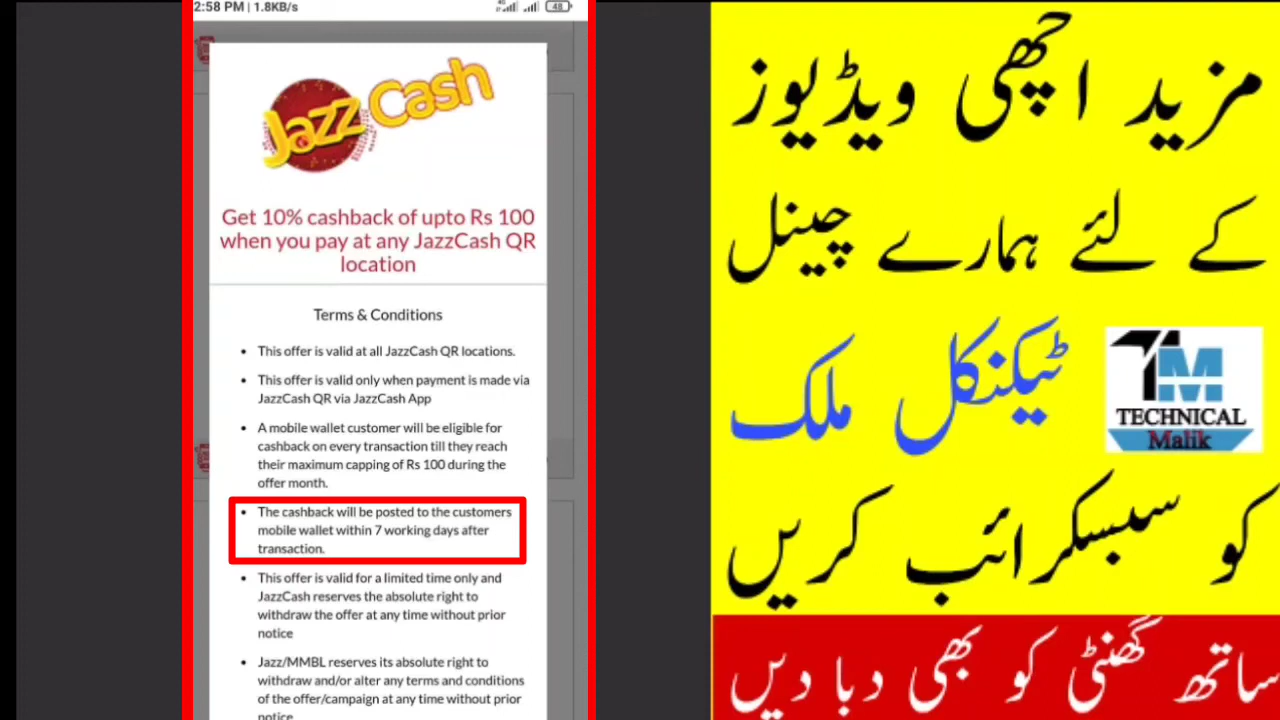 2:58 PM | 1.8KB/s
4G
48
Jazz Cash
Get 10% cashback of upto Rs 100
when you pay at any JazzCash QR
location
Terms & Conditions
• This offer is valid at all JazzCash QR locations.
• This offer is valid only when payment is made via
JazzCash QR via JazzCash App
• A mobile wallet customer will be eligible for
cashback on every transaction till they reach
their maximum capping of Rs 100 during the
offer month.
• The cashback will be posted to the customers
mobile wallet within 7 working days after
transaction.
• This offer is valid for a limited time only and
JazzCash reserves the absolute right to
withdraw the offer at any time without prior
notice
• Jazz/MMBL reserves its absolute right to
withdraw and/or alter any terms and conditions
of the offer/campaign at any time without prior
notice
مزید اچھی ویڈیوز
کے لئے ہمارے چینل
ٹیکنکل ملک
TM
TECHNICAL
Malik
کو سبسکرائب کریں
ساتھ گھنٹی کو بھی دبا دیں